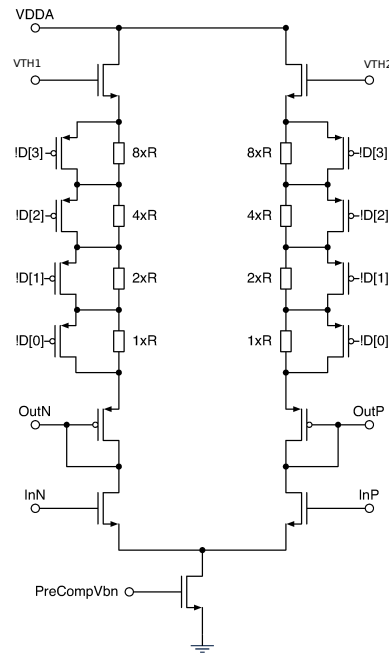 VDDA
VTH1 VTH2
!D[3] 8xR 8xR !D[3]
!D[2] 4xR 4xR !D[2]
!D[1] 2xR 2xR !D[1]
!D[0] 1xR 1xR !D[0]
OutN OutP
InN InP
PreCompVbn